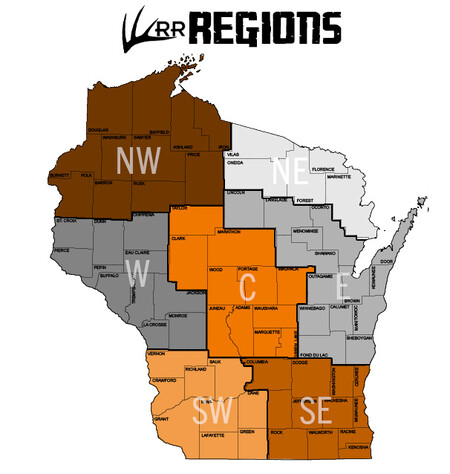 RR REGIONS
DOUGLAS
BAYFIELD
WASHBURN
SAWYER
ASHLAND
IRON
NW
PRICE
BURNETT
POLK
BARRON
RUSK
VILAS
ONEIDA
NE
FLORENCE
MARINETTE
FOREST
LINCOLN
LANGLADE
OCONTO
TAYLOR
CHIPPEWA
ST. CROIX
DUNN
CLARK
MARATHON
MENOMINEE
SHAWANO
DOOR
PIERCE
EAU CLAIRE
PEPIN
BUFFALO
W
WOOD
PORTAGE
WAUPACA
OUTAGAMIE
KEWAUNEE
E
BROWN
JACKSON
C
JUNEAU
ADAMS
WAUSHARA
WINNEBAGO
CALUMET
MANITOWOC
MONROE
LA CROSSE
MARQUETTE
SHEBOYGAN
FOND DU LAC
VERNON
CRAWFORD
RICHLAND
SAUK
COLUMBIA
DODGE
WASHINGTON
OZAUKEE
SW
DANE
SE
WAUKESHA
MILWAUKEE
GRANT
LAFAYETTE
GREEN
ROCK
WALWORTH
RACINE
KENOSHA